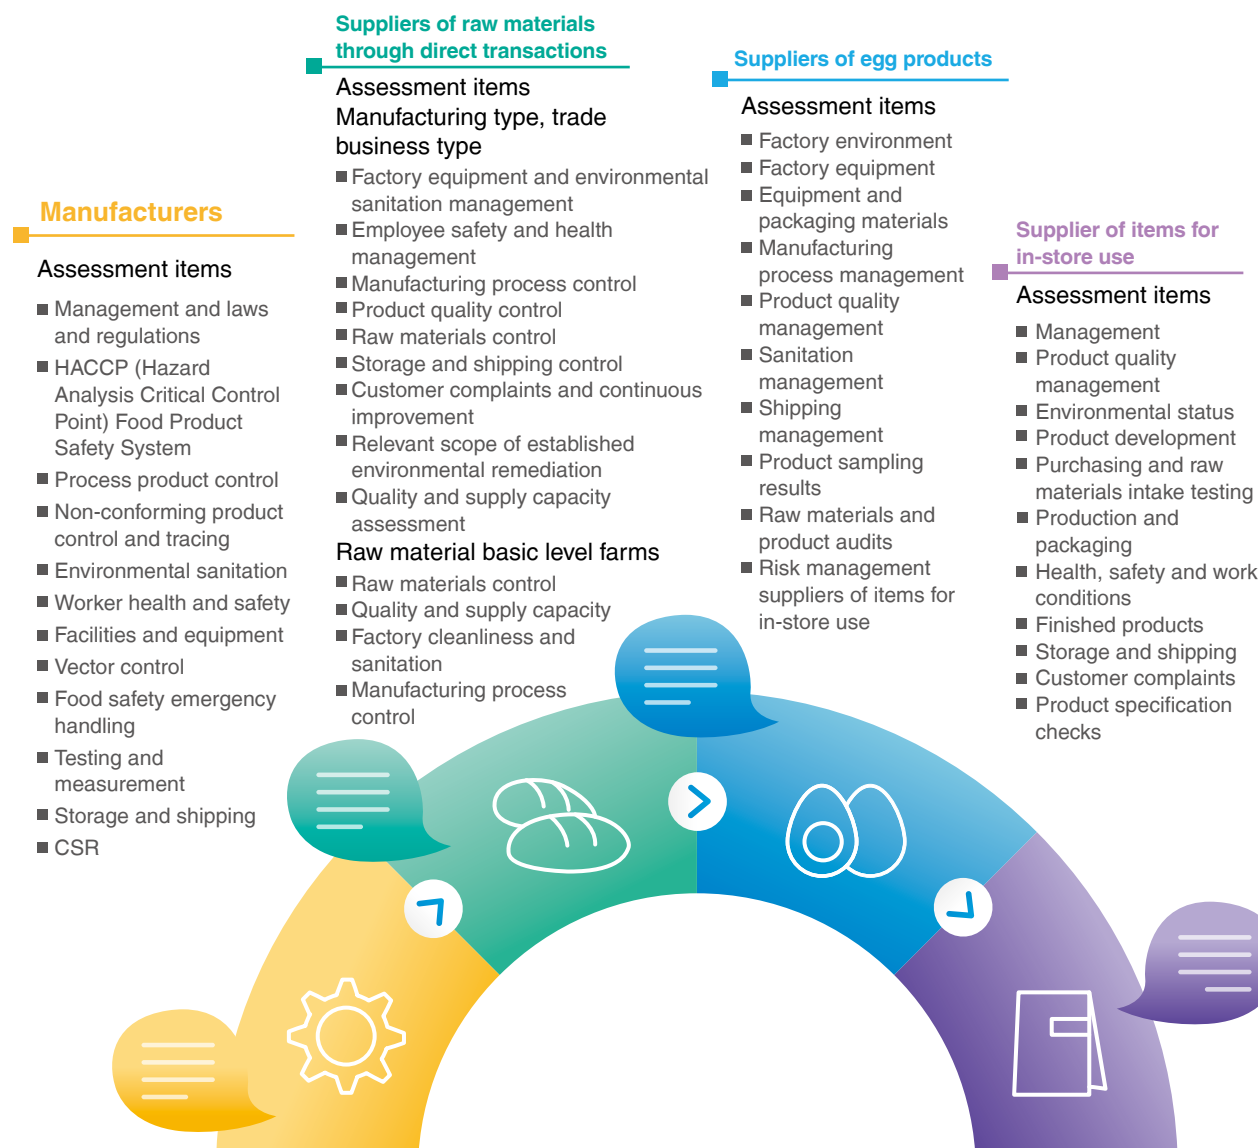 Manufacturers
Assessment items
Management and laws
and regulations
HACCP (Hazard
Analysis Critical Control
Point) Food Product
Safety System
Process product control
Non-conforming product
control and tracing
Environmental sanitation
Worker health and safety
Facilities and equipment
Vector control
Food safety emergency
handling
Testing and
measurement
Storage and shipping
CSR
Suppliers of raw materials
through direct transactions
Assessment items
Manufacturing type, trade
business type
Factory equipment and environmental
sanitation management
Employee safety and health
management
Manufacturing process control
Product quality control
Raw materials control
Storage and shipping control
Customer complaints and continuous
improvement
Relevant scope of established
environmental remediation
Quality and supply capacity
assessment
Raw material basic level farms
Raw materials control
Quality and supply capacity
Factory cleanliness and
sanitation
Manufacturing process
control
Suppliers of egg products
Assessment items
Factory environment
Factory equipment
Equipment and
packaging materials
Manufacturing
process management
Product quality
management
Sanitation
management
Shipping
management
Product sampling
results
Raw materials and
product audits
Risk management
suppliers of items for
in-store use
Supplier of items for
in-store use
Assessment items
Management
Product quality
management
Environmental status
Product development
Purchasing and raw
materials intake testing
Production and
packaging
Health, safety and work
conditions
Finished products
Storage and shipping
Customer complaints
Product specification
checks